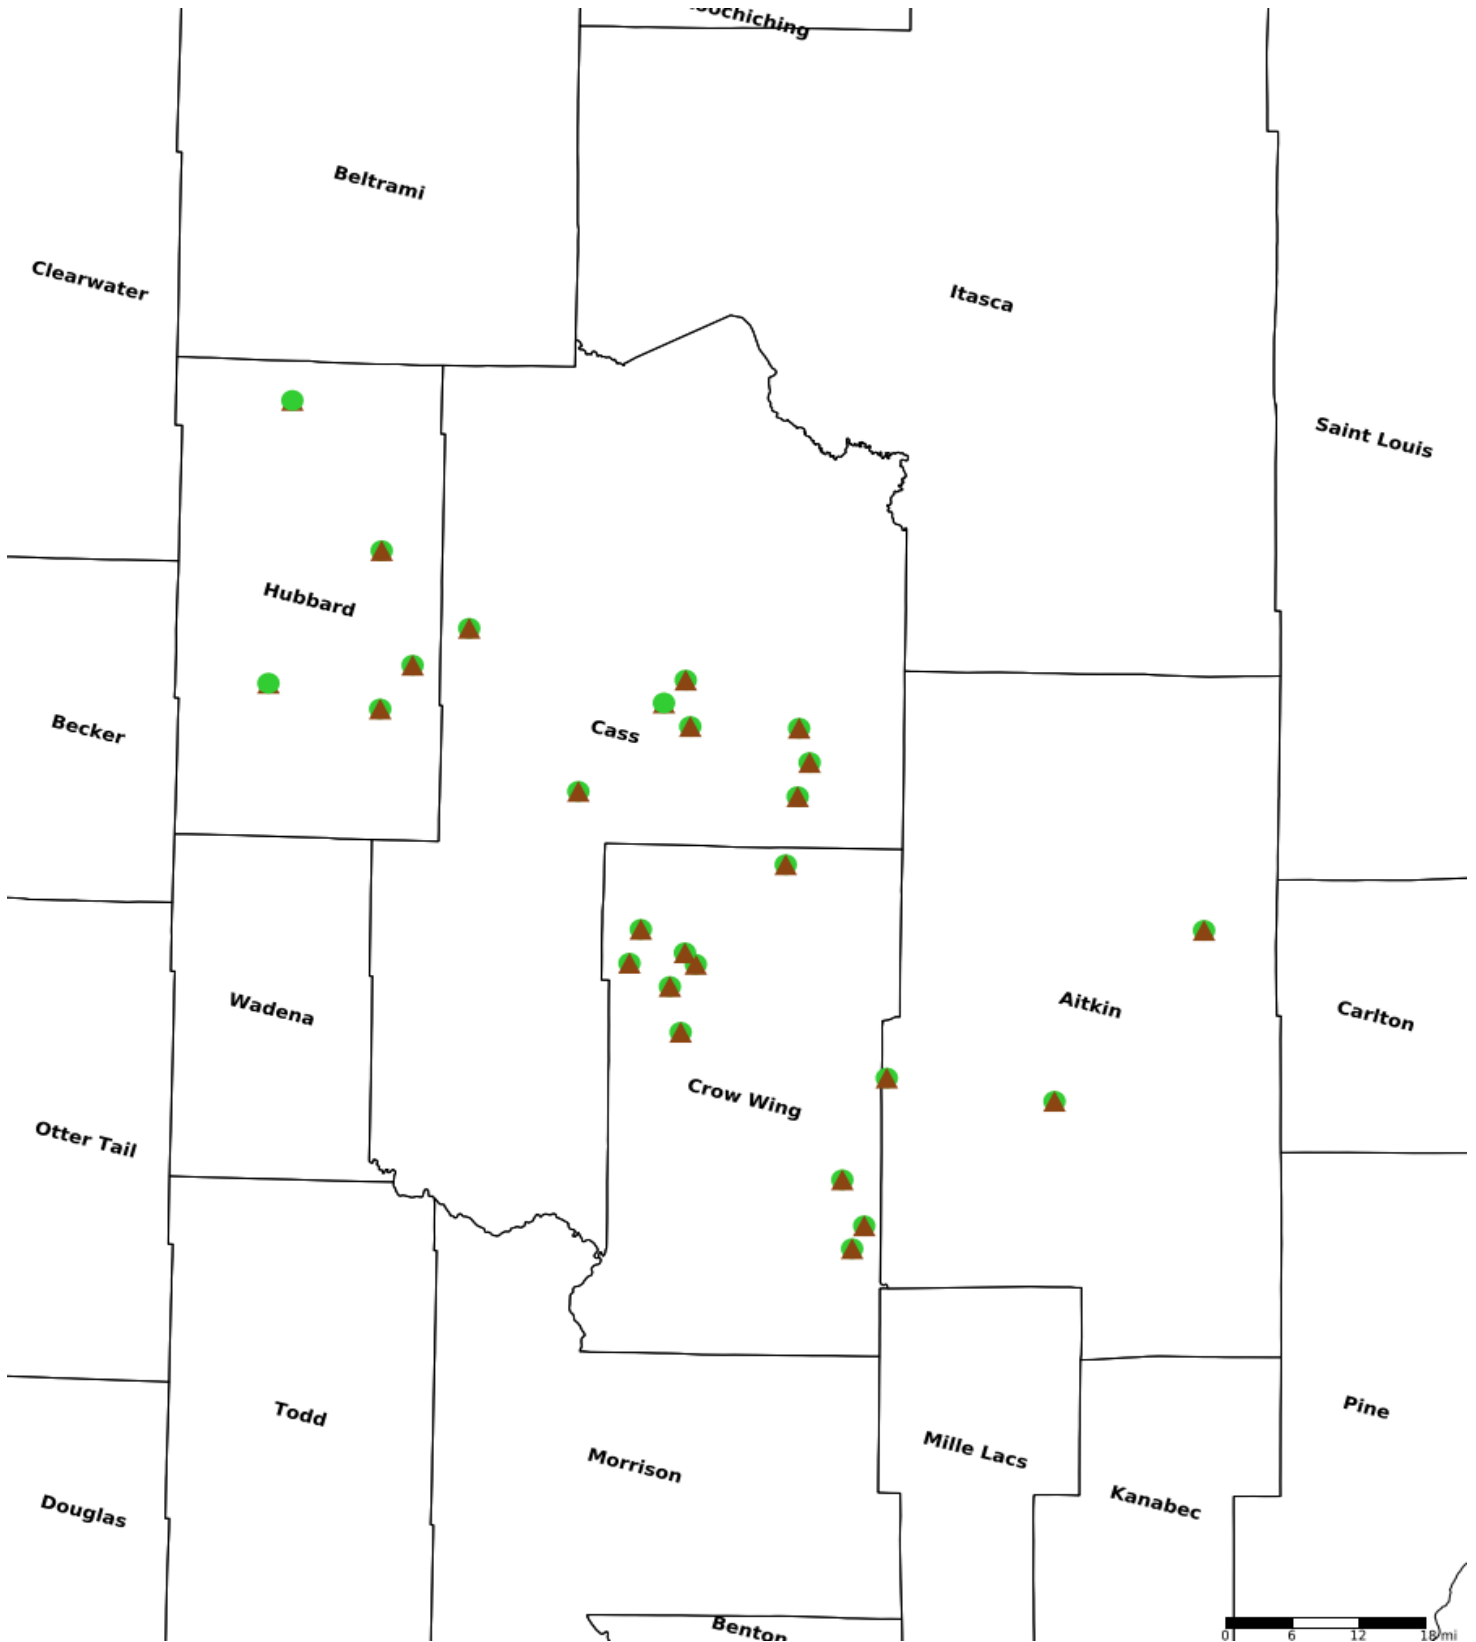 Beltrami
Clearwater
Itasca
Saint Louis
Hubbard
Becker
Cass
Wadena
Aitkin
Carlton
Crow Wing
Otter Tail
Todd
Pine
Morrison
Mille Lacs
Kanabec
Douglas
Benton
0 6 12 18 mi